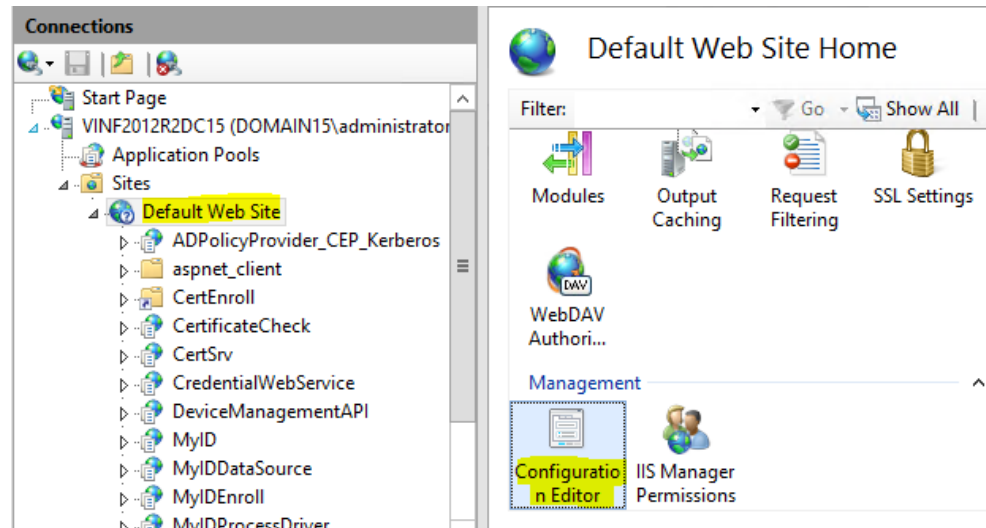 Connections
Start Page
VINF2012R2DC15 (DOMAIN15\administrator
Application Pools
Sites
Default Web Site
ADPolicyProvider_CEP_Kerberos
aspnet_client
CertEnroll
CertificateCheck
CertSrv
CredentialWebService
DeviceManagementAPI
MyID
MyIDDataSource
MyIDEnroll
MyIDProcessDriver
Default Web Site Home
Filter: Go Show All
Modules Output Request SSL Settings
Caching Filtering
DAV
WebDAV
Authori...
Management
Configuratio IIS Manager
n Editor Permissions